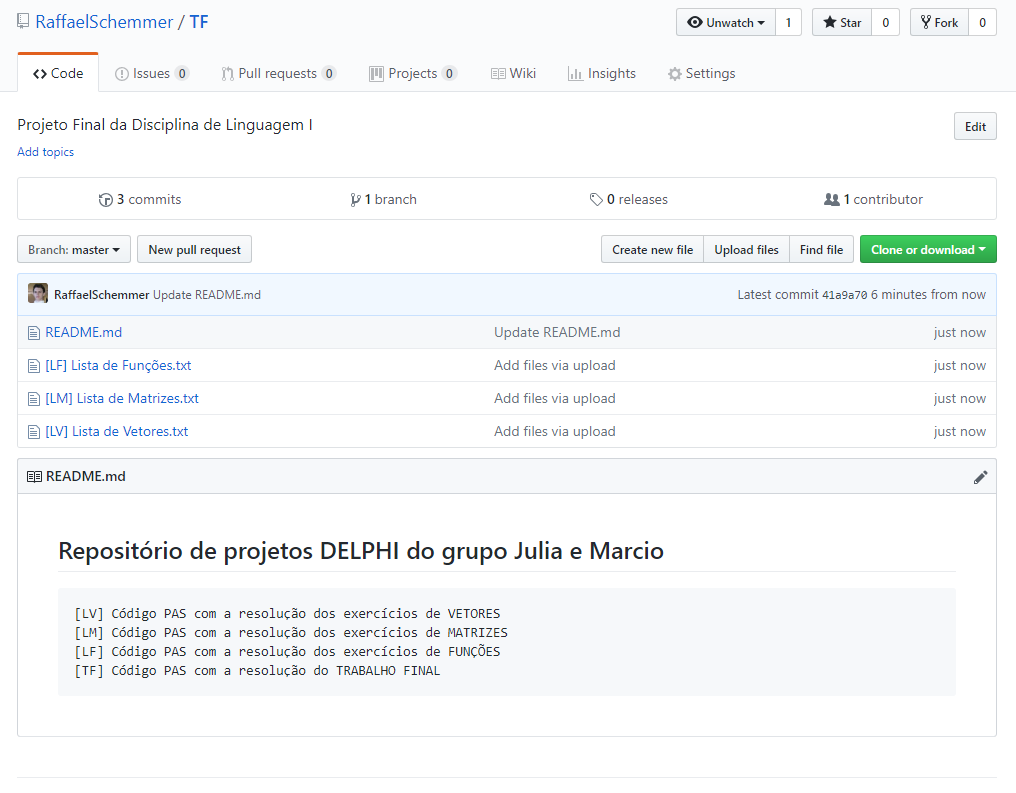 RaffaelSchemmer / TF
Unwatch 1 Star 0 Fork 0
Code Issues 0 Pull requests 0 Projects 0 Wiki Insights Settings
Projeto Final da Disciplina de Linguagem I
Edit
Add topics
3 commits 1 branch 0 releases 1 contributor
Branch: master New pull request Create new file Upload files Find file Clone or download
RaffaelSchemmer Update README.md Latest commit 41a9a70 6 minutes from now
README.md Update README.md just now
[LF] Lista de Funções.txt Add files via upload just now
[LM] Lista de Matrizes.txt Add files via upload just now
[LV] Lista de Vetores.txt Add files via upload just now
README.md
Repositório de projetos DELPHI do grupo Julia e Marcio
[LV] Código PAS com a resolução dos exercícios de VETORES
[LM] Código PAS com a resolução dos exercícios de MATRIZES
[LF] Código PAS com a resolução dos exercícios de FUNÇÕES
[TF] Código PAS com a resolução do TRABALHO FINAL